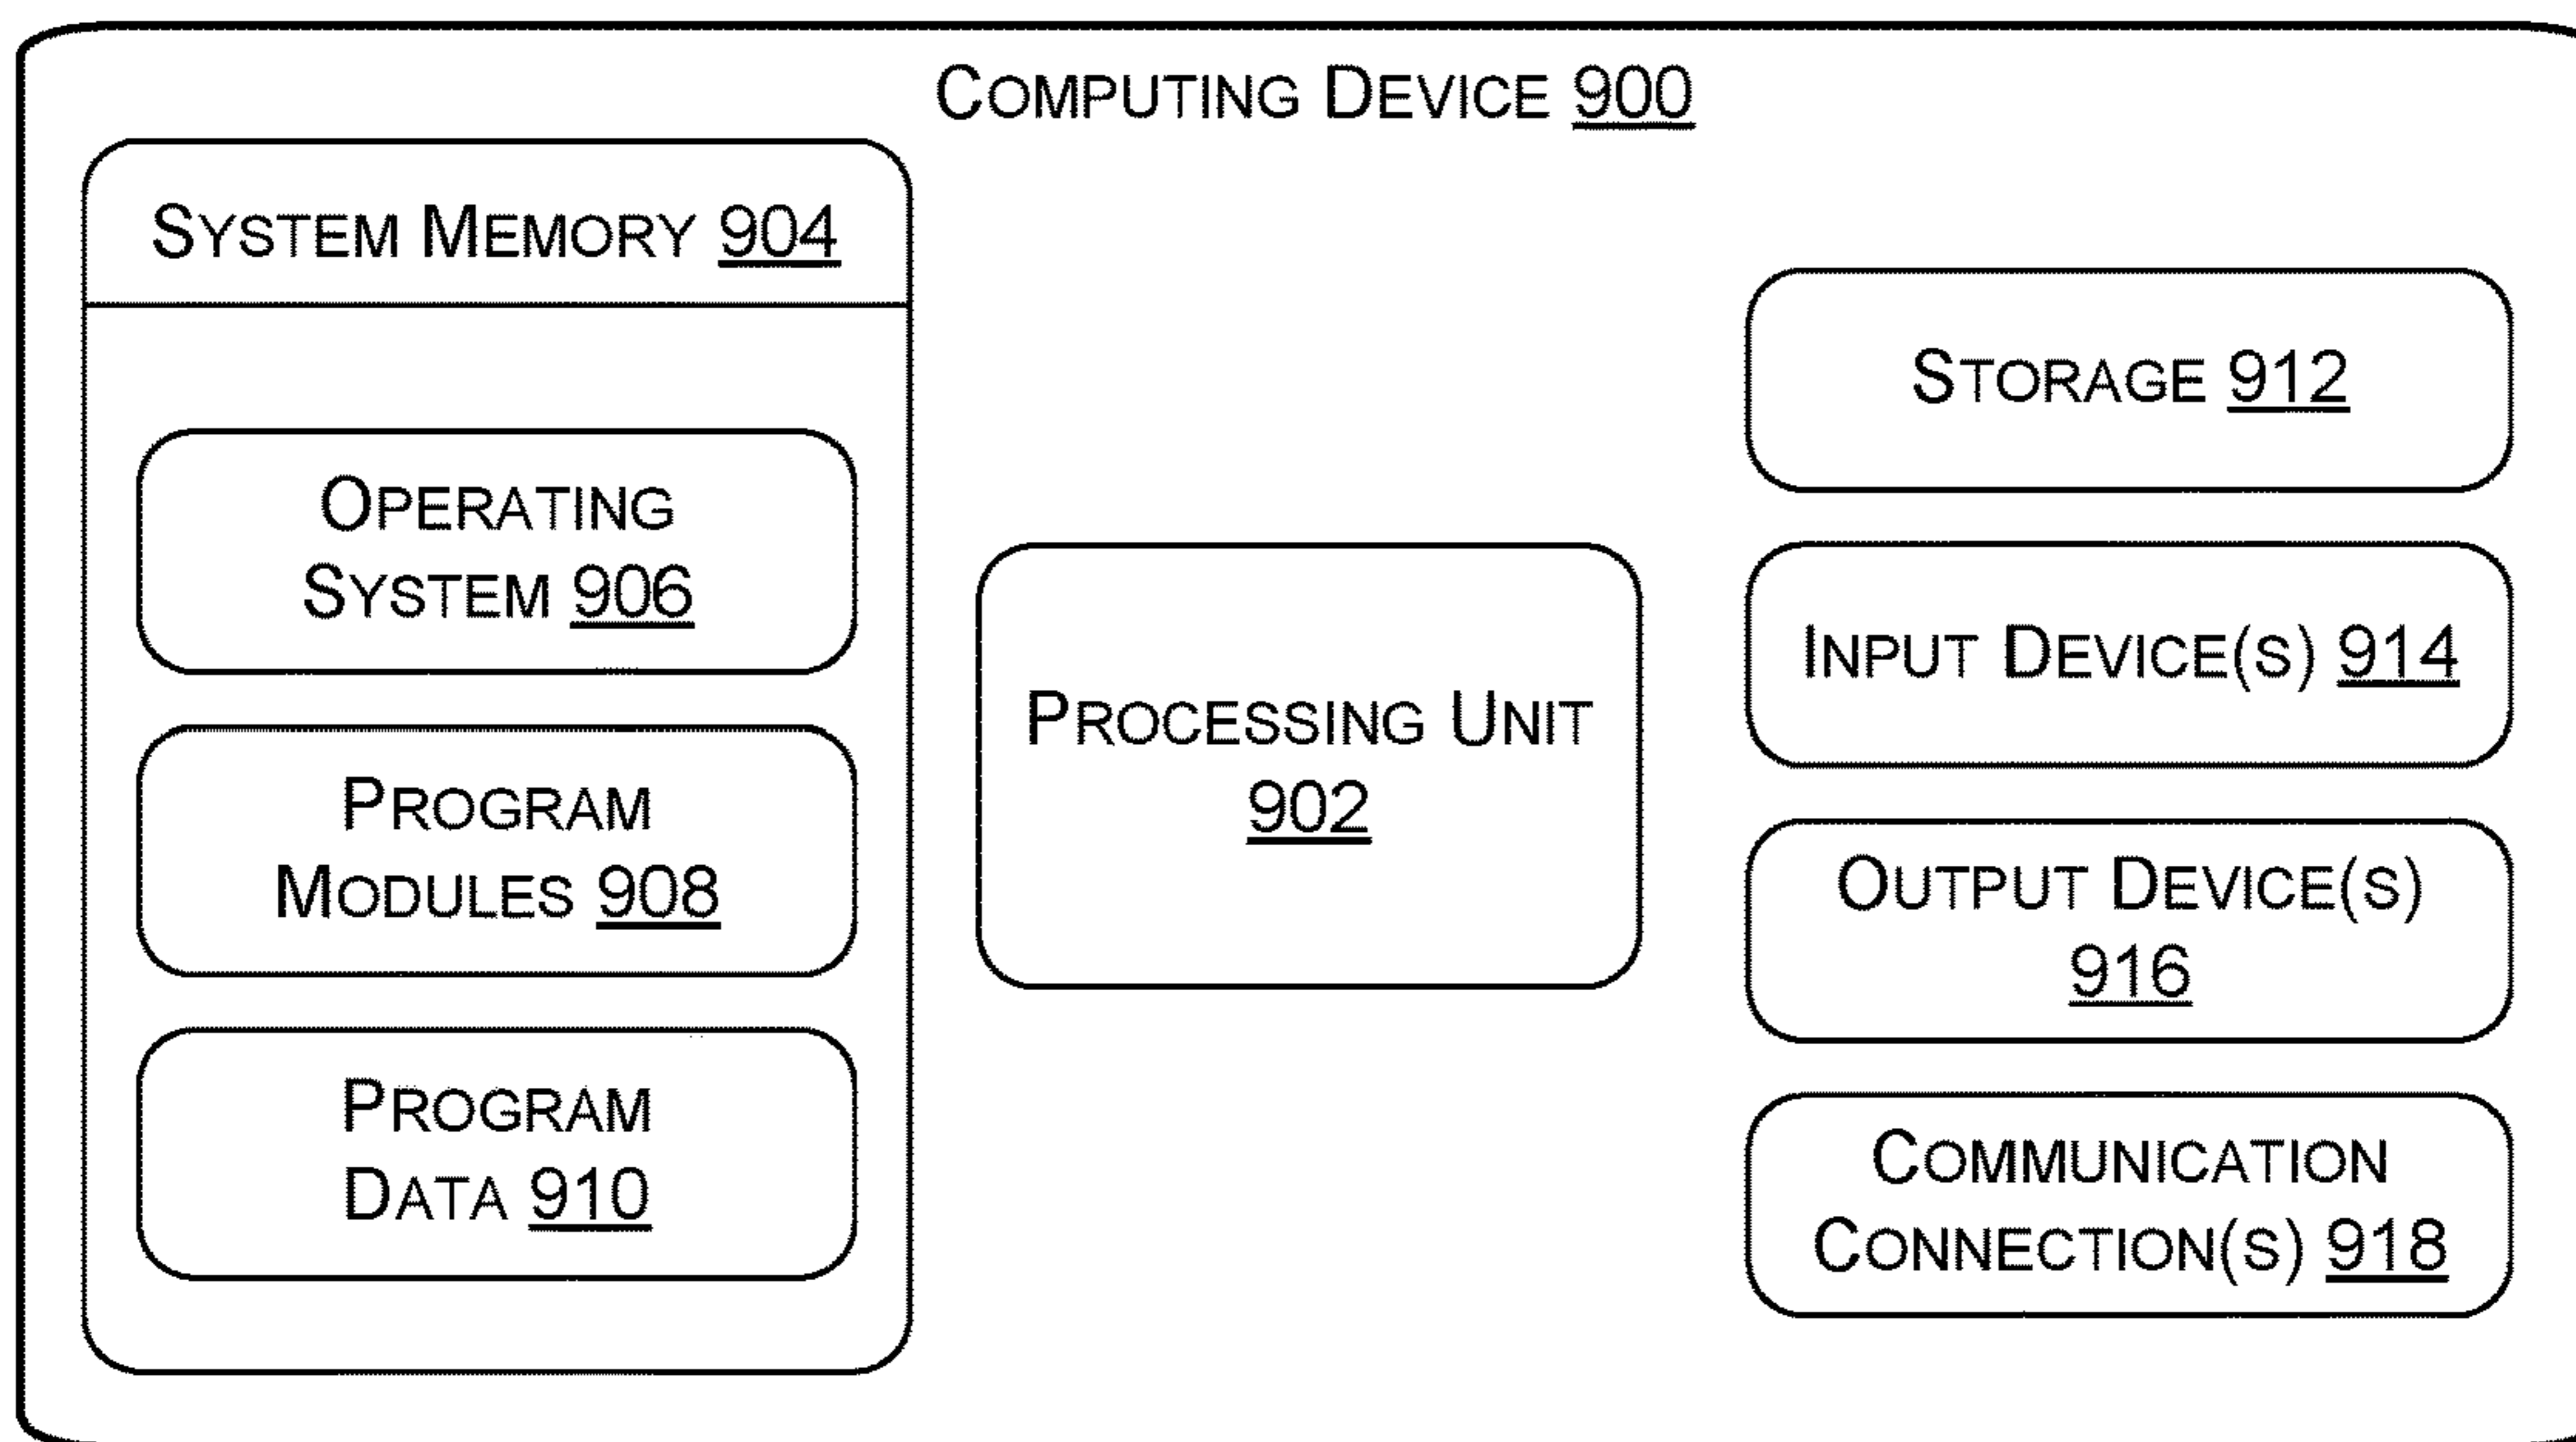 COMPUTING DEVICE 900
SYSTEM MEMORY 904
OPERATING
SYSTEM 906
PROGRAM
MODULES 908
PROGRAM
DATA 910
PROCESSING UNIT
902
STORAGE 912
INPUT DEVICE(S) 914
OUTPUT DEVICE(S)
916
COMMUNICATION
CONNECTION(S) 918